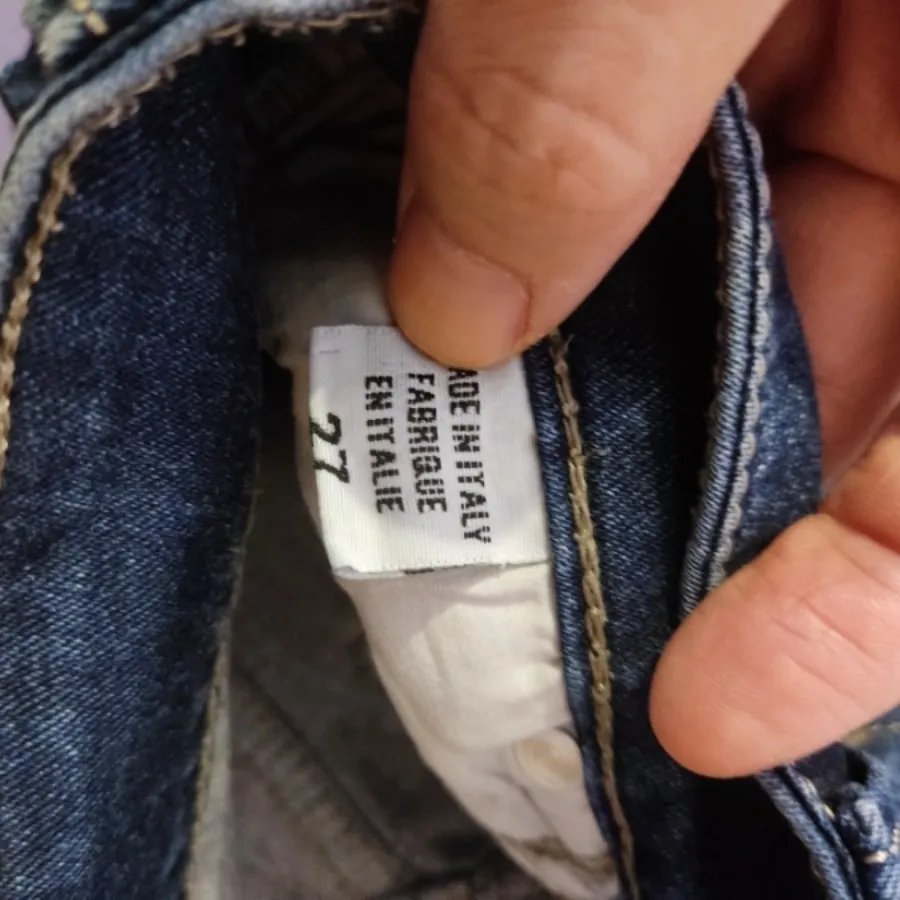 ADE IN ITALY
FABRIQUE
EN ITALIE
27